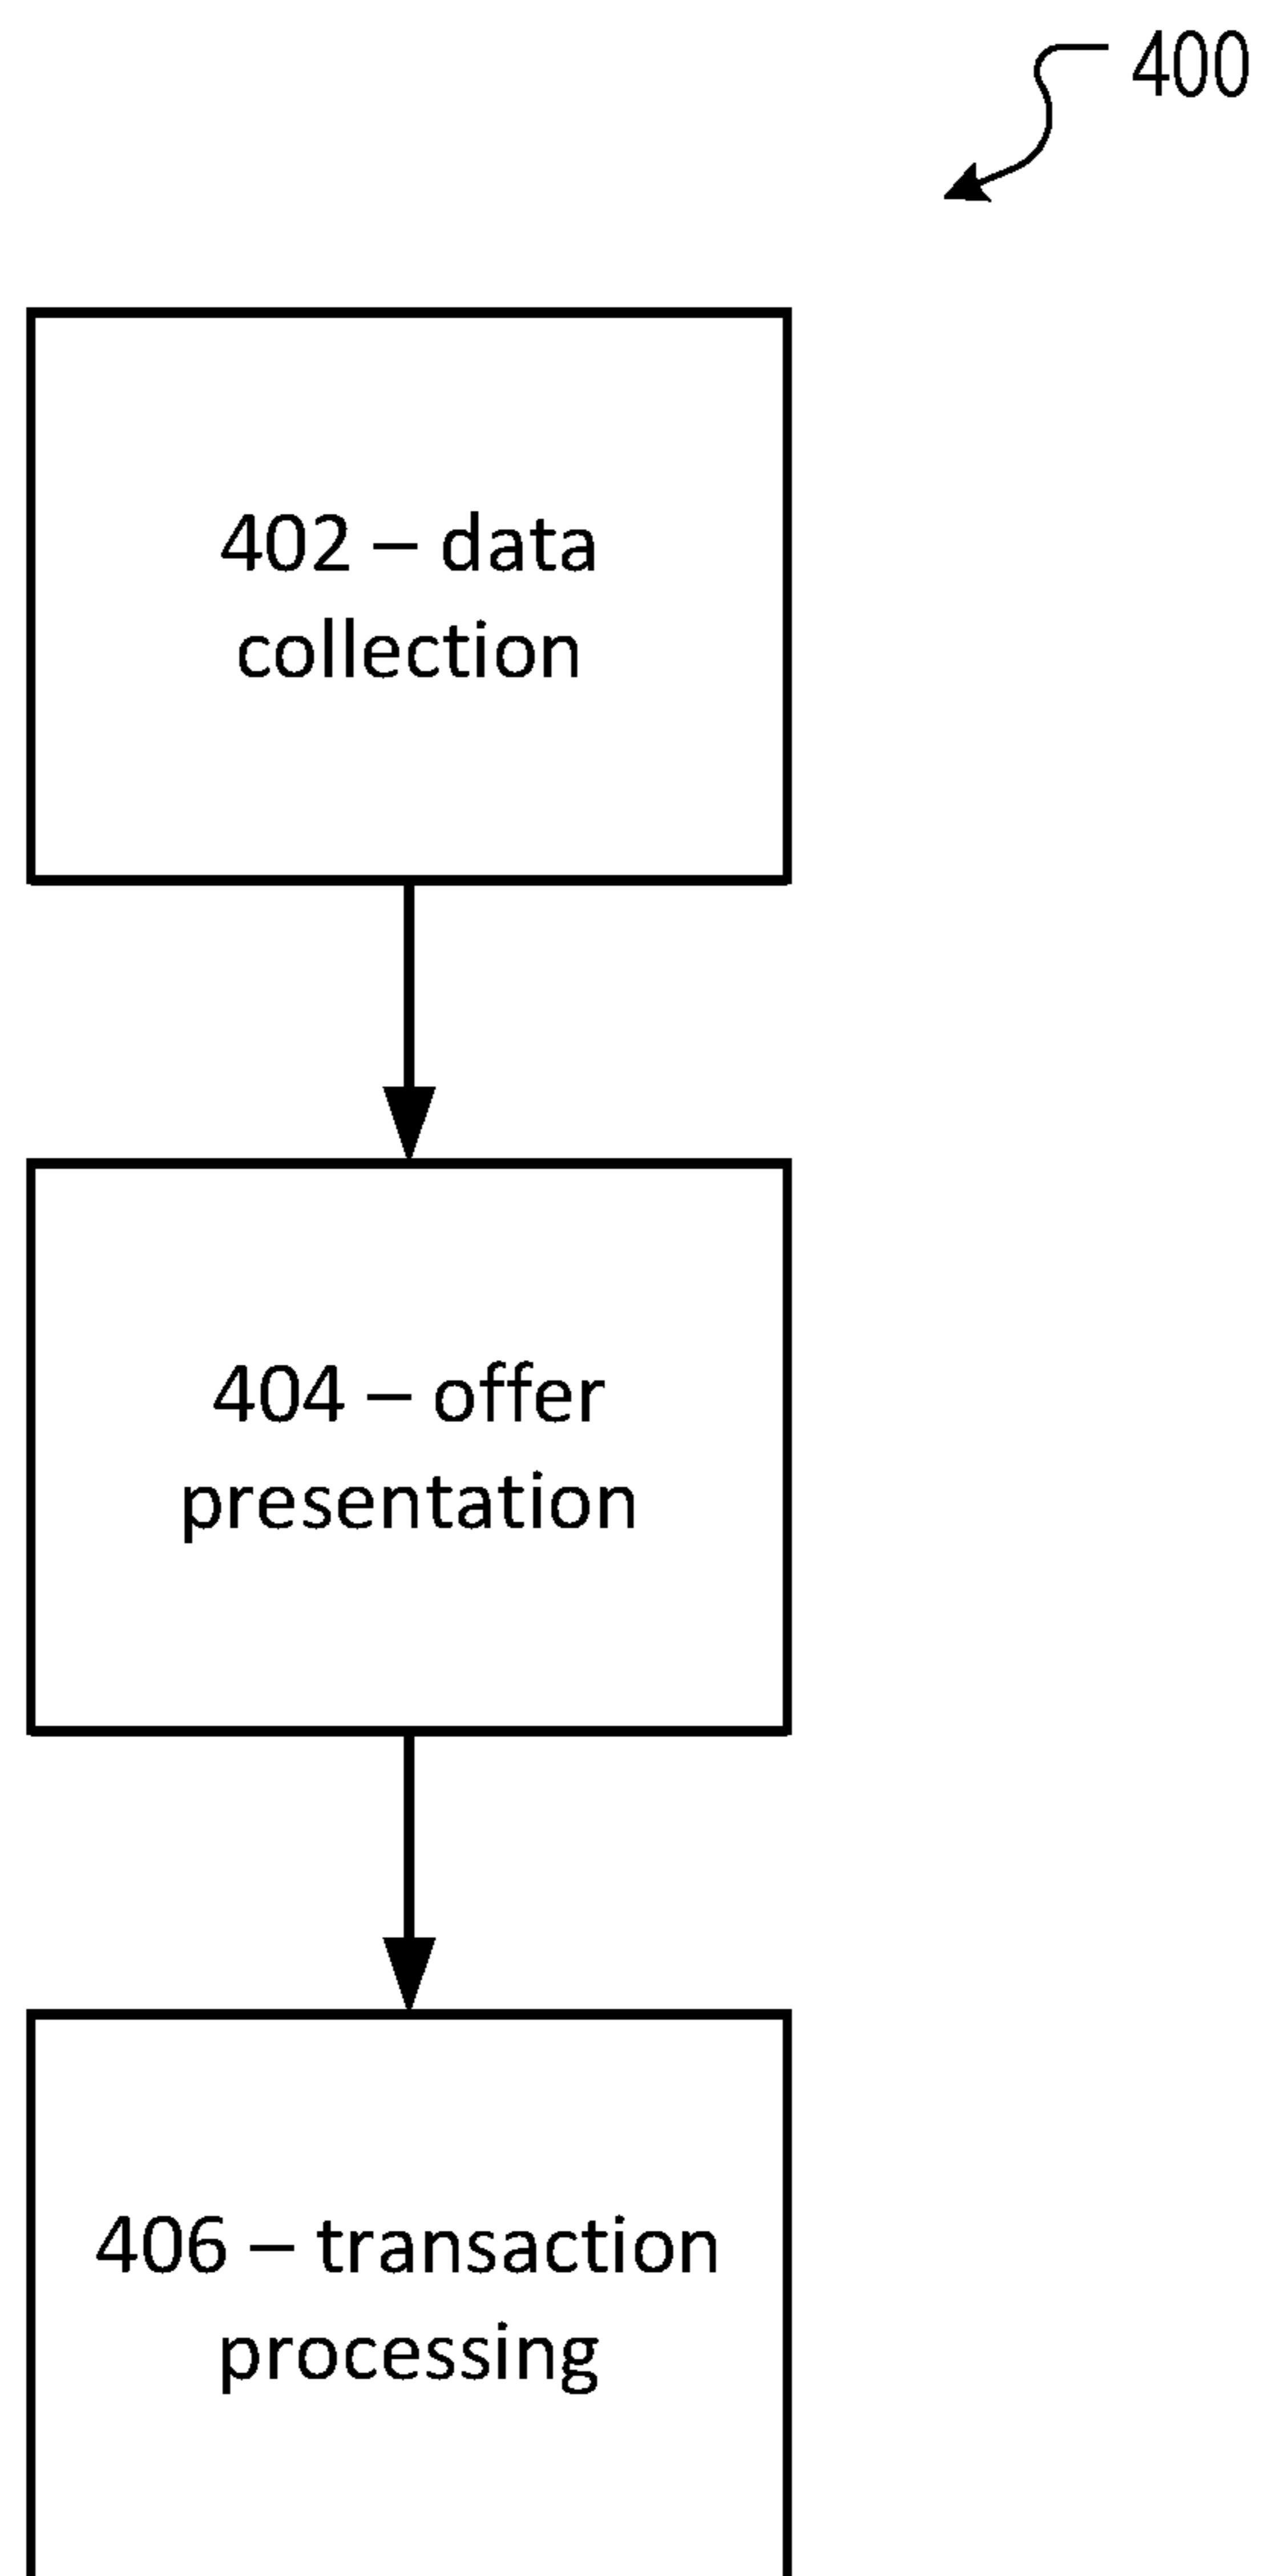 400
402 – data
collection
404 – offer
presentation
406 – transaction
processing